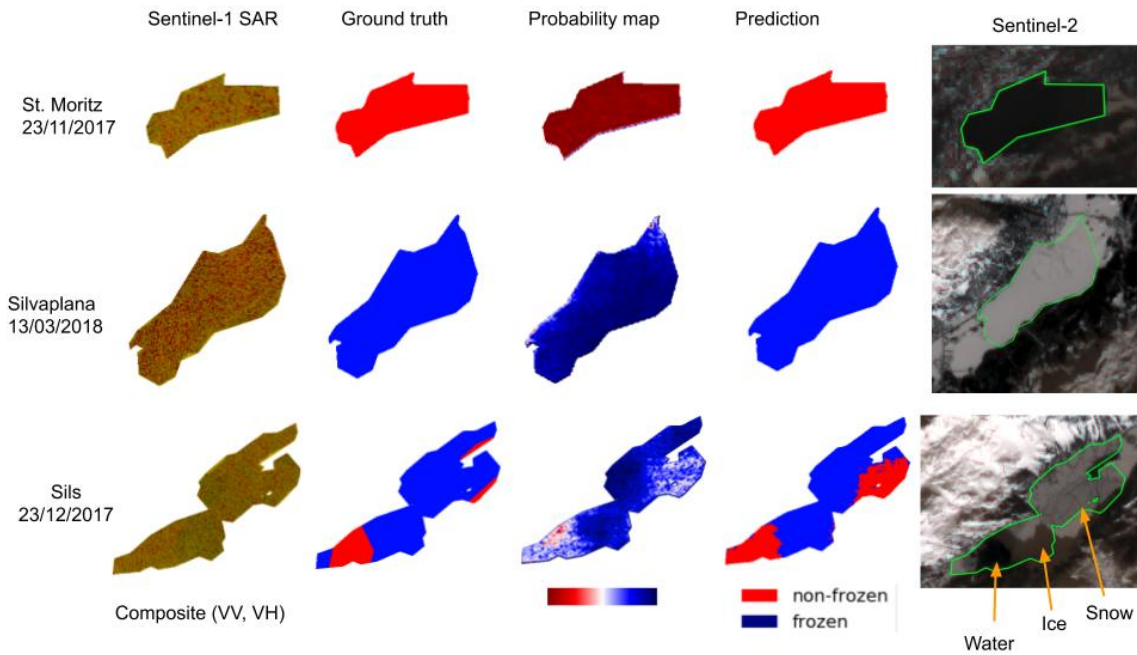 Sentinel-1 SAR
Ground truth
Probability map
Prediction
Sentinel-2
St. Moritz
23/11/2017
Silvaplana
13/03/2018
Sils
23/12/2017
Composite (VV, VH)
non-frozen
frozen
Water
Ice
Snow